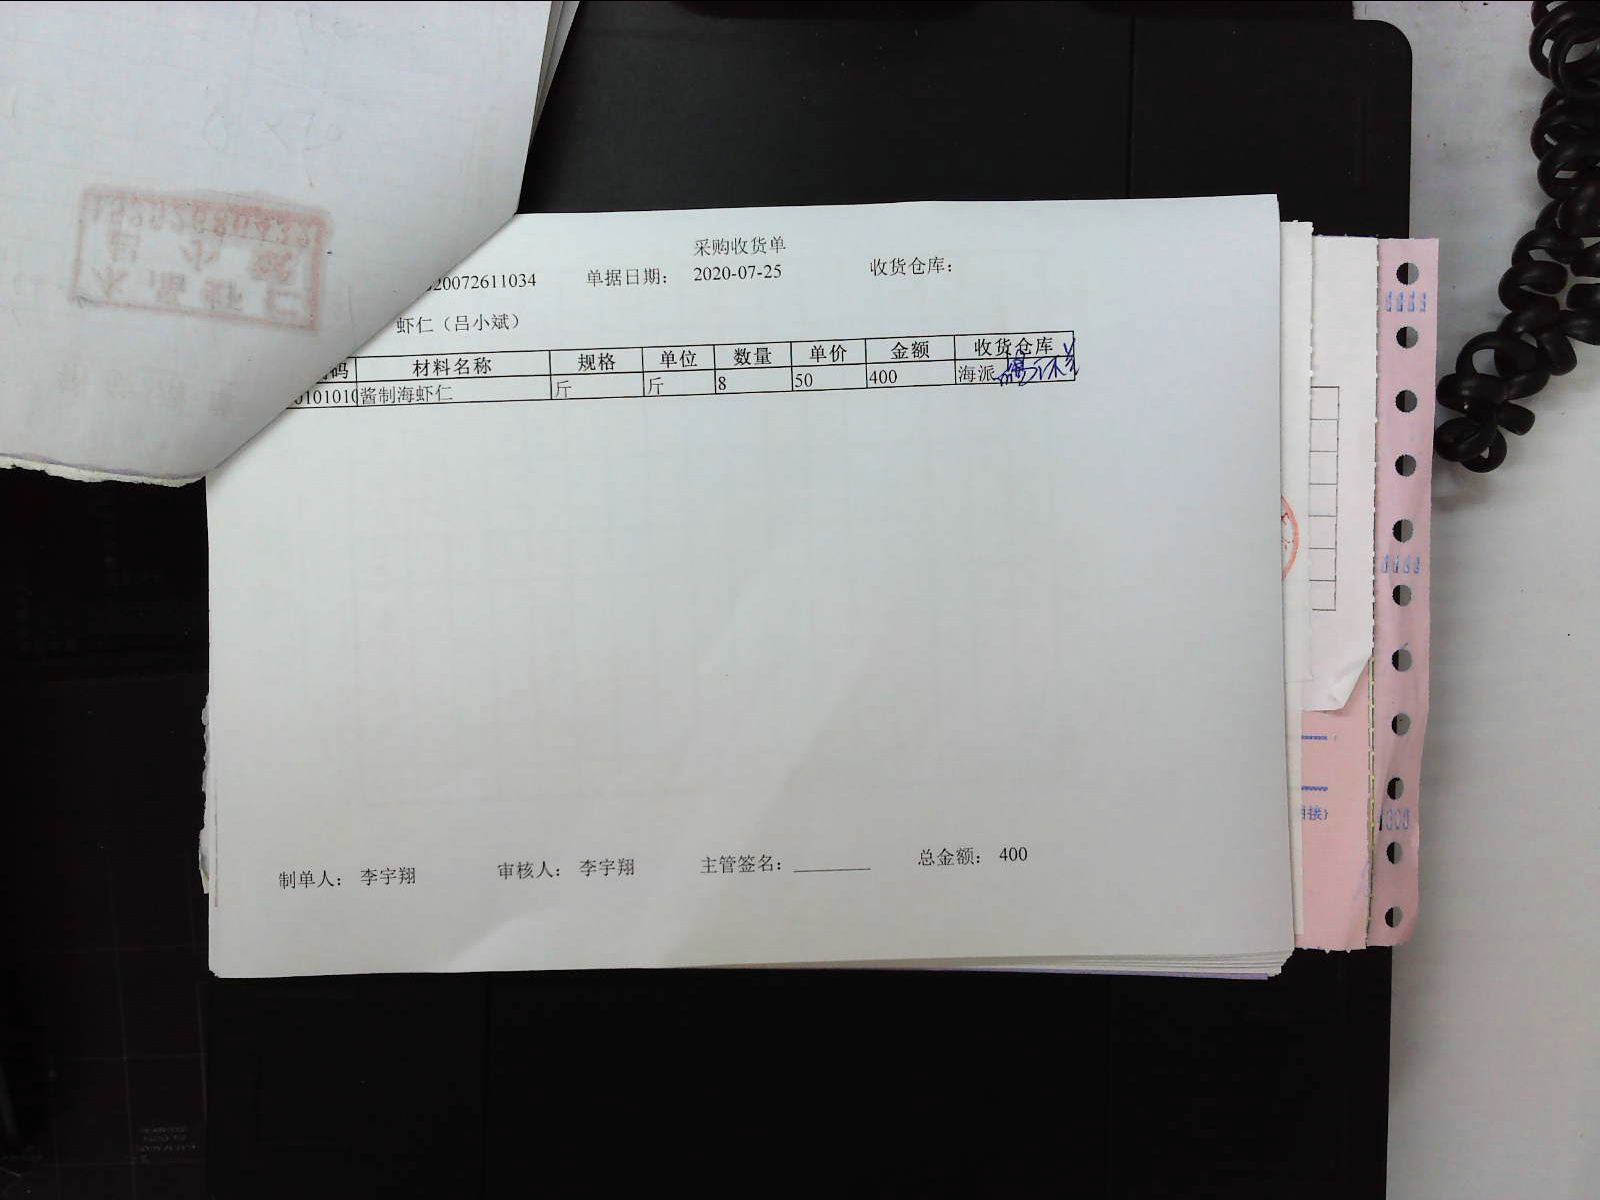 采购收货单
20072611034 单据日期： 2020-07-25 收货仓库：
虾仁（吕小斌）
码 材料名称 规格 单位 数量 单价 金额 收货仓库
0101010 酱制海虾仁 斤 斤 8 50 400 海派
制单人： 李宇翔 审核人： 李宇翔 主管签名： 总金额： 400